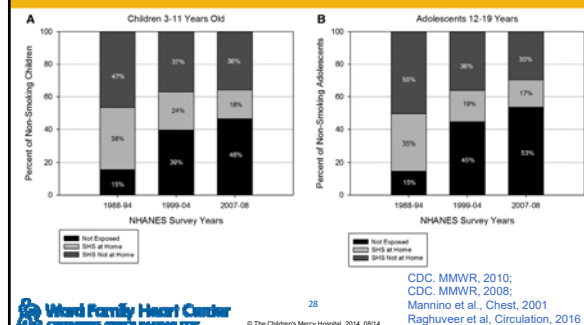 A
Children 3-11 Years Old
Percent of Non-Smoking Children
100
80
60
40
20
0
47%
38%
15%
37%
24%
39%
36%
18%
46%
1988-94
1999-04
2007-08
NHANES Survey Years
Not Exposed
SHS at Home
SHS Not at Home
B
Adolescents 12-19 Years
Percent of Non-Smoking Adolescents
100
80
60
40
20
0
50%
35%
15%
36%
19%
45%
30%
17%
53%
1988-94
1999-04
2007-08
NHANES Survey Years
Not Exposed
SHS at Home
SHS Not at Home
CDC. MMWR, 2010;
CDC. MMWR, 2008;
Mannino et al., Chest, 2001
Raghuveer et al, Circulation, 2016
Ward Family Heart Center
28
© The Children's Mercy Hospital, 2014. 08/14